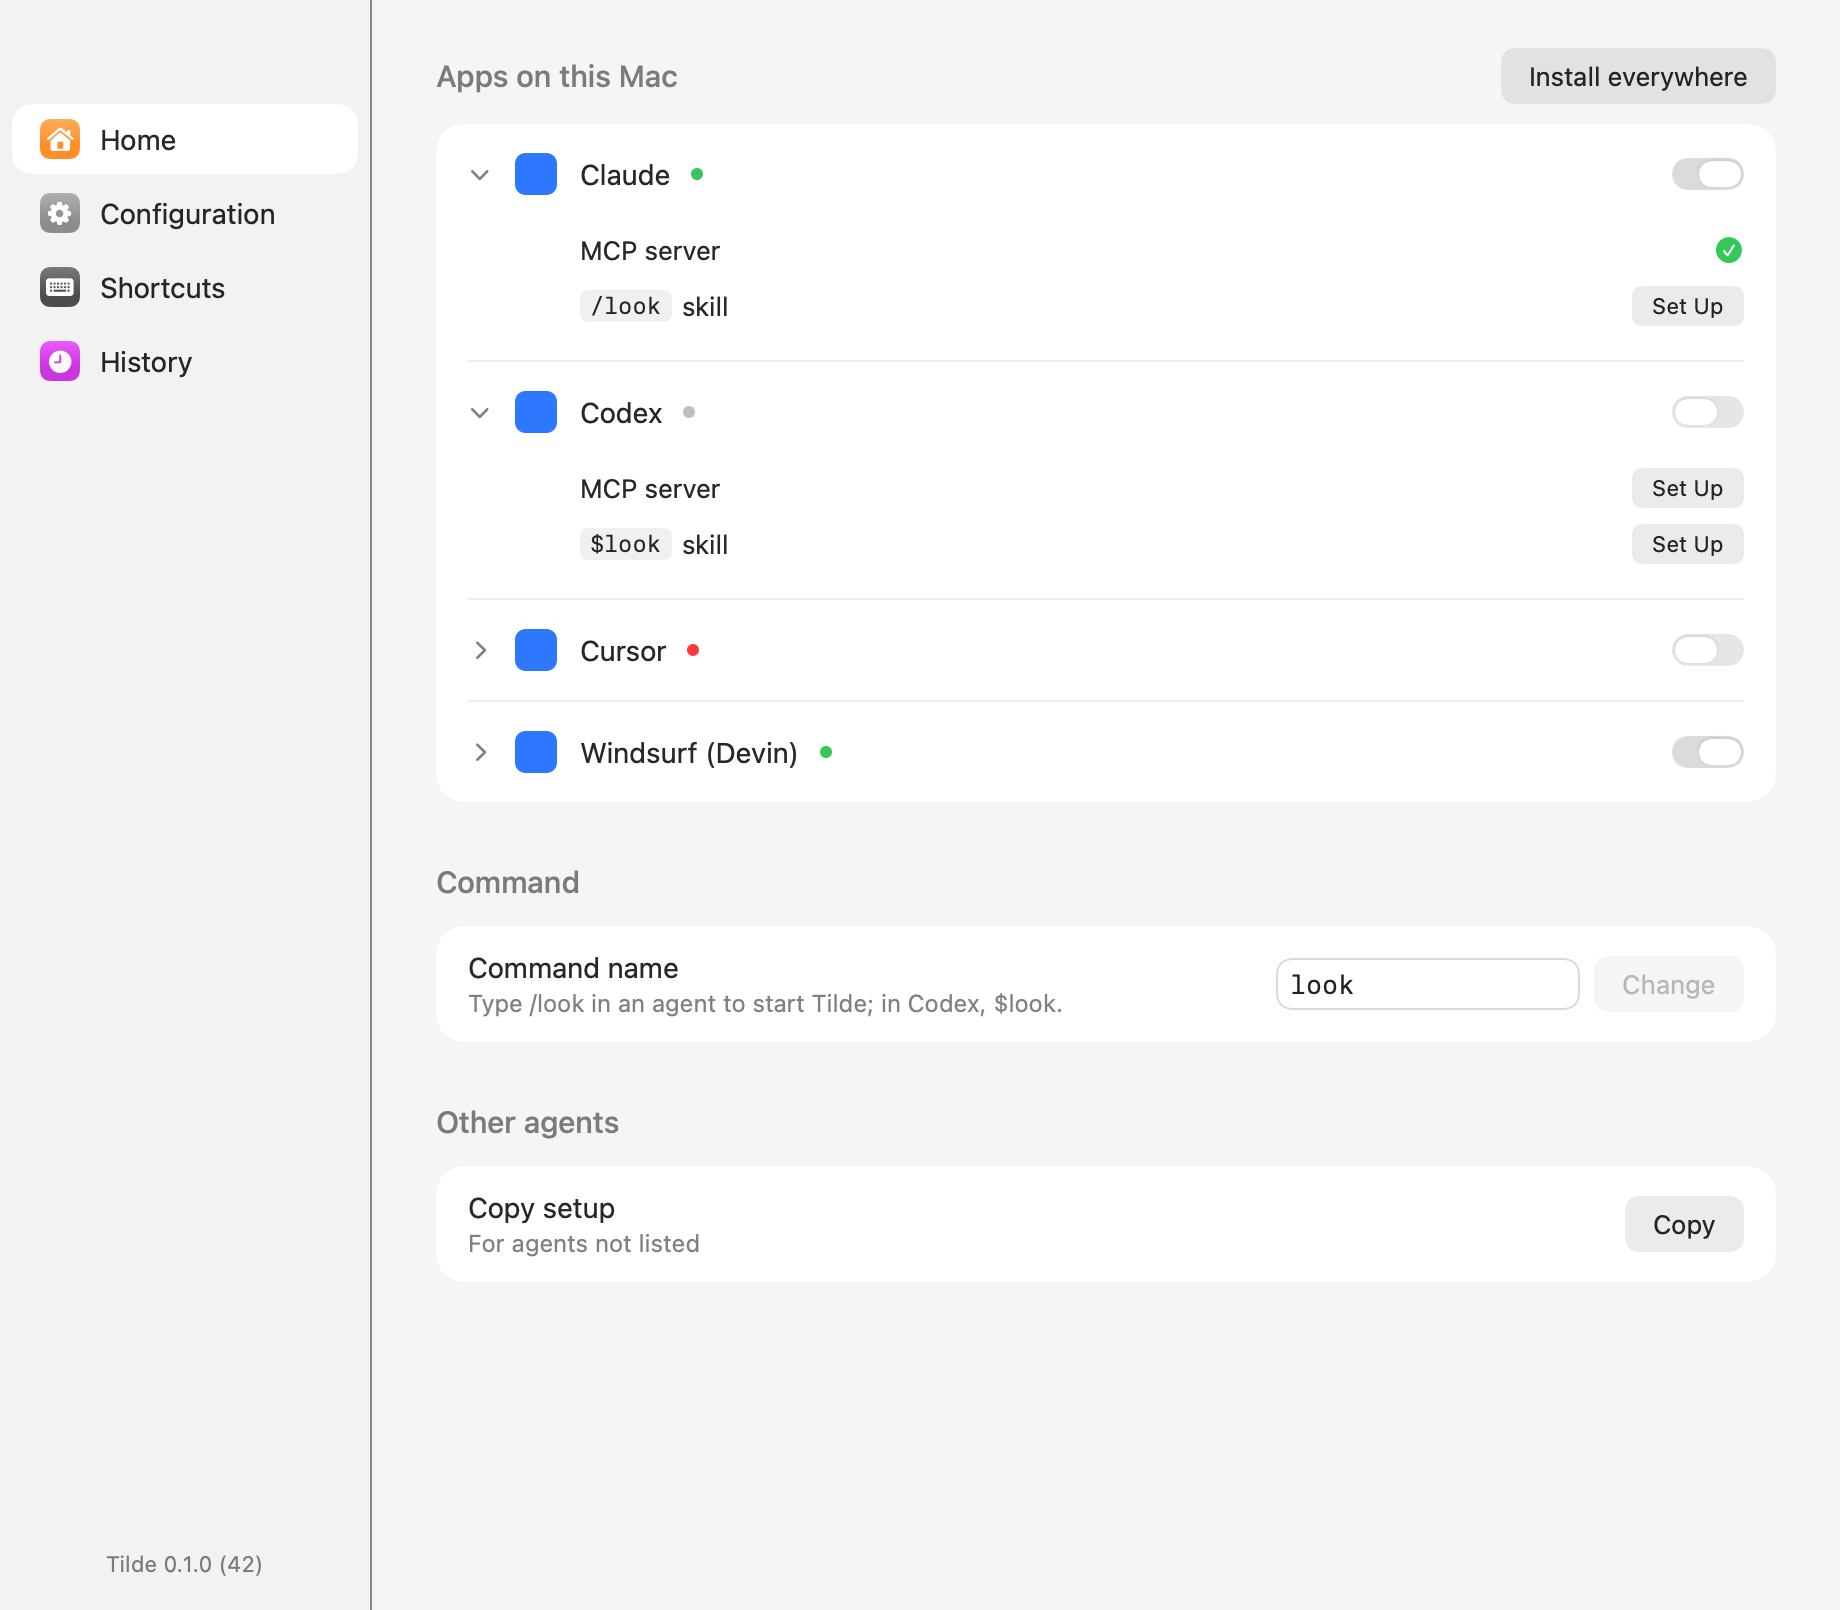 Home
Configuration
Shortcuts
History
Tilde 0.1.0 (42)
Apps on this Mac
Install everywhere
Claude
MCP server
/look skill
Set Up
Codex
MCP server
Set Up
$look skill
Set Up
Cursor
Windsurf (Devin)
Command
Command name
Type /look in an agent to start Tilde; in Codex, $look.
look
Change
Other agents
Copy setup
For agents not listed
Copy